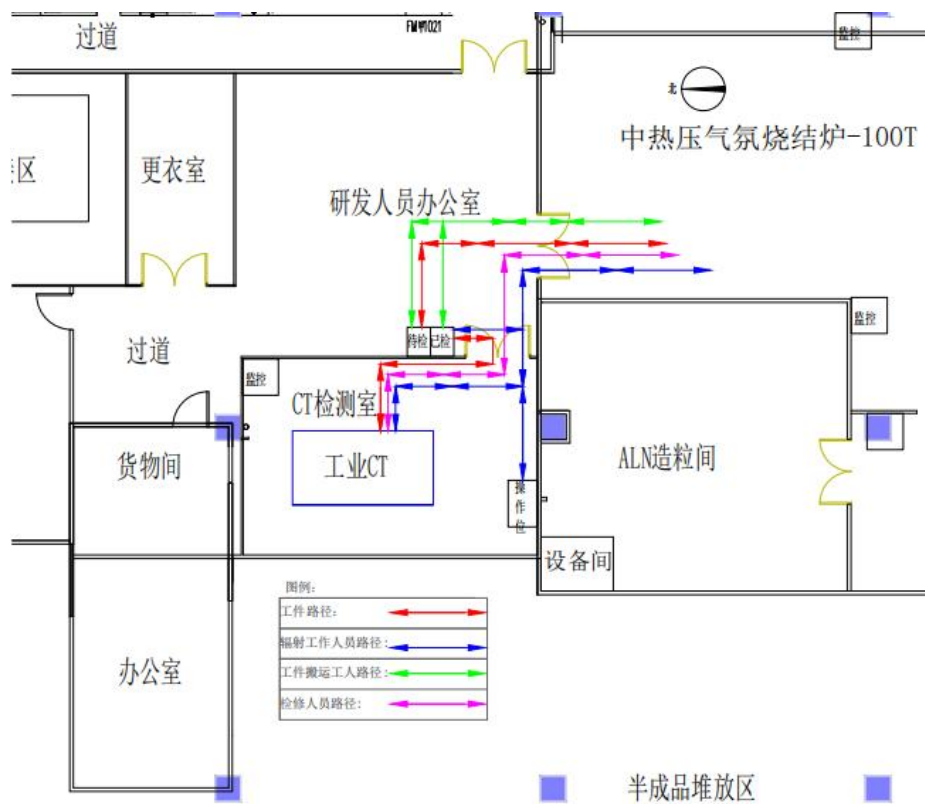 过道
FM甲1021
监控
北
中热压气氛烧结炉-100T
区
更衣室
研发人员办公室
过道
待检
已检
监控
监控
CT检测室
货物间
工业CT
ALN造粒间
操作位
设备间
图例：
工件路径：
辐射工作人员路径：
工件搬运工人路径：
检修人员路径：
办公室
半成品堆放区